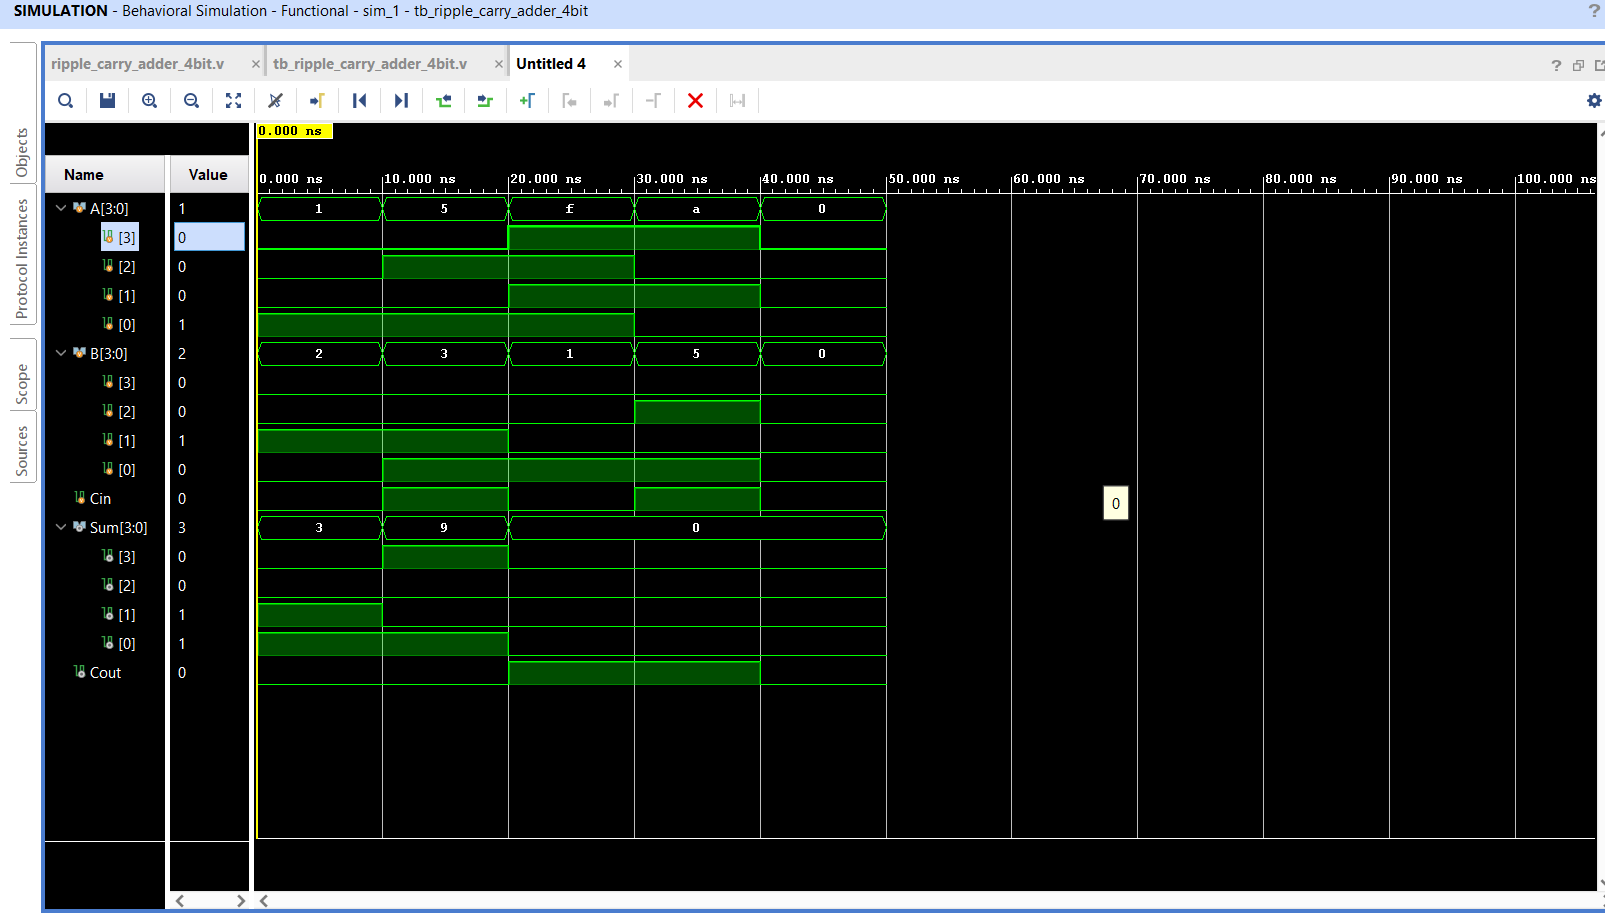 SIMULATION - Behavioral Simulation - Functional - sim_1 - tb_ripple_carry_adder_4bit ?
Objects
Protocol Instances
Scope
Sources
ripple_carry_adder_4bit.v × tb_ripple_carry_adder_4bit.v × Untitled 4 × ?
0.000 ns
Name Value
0.000 ns 10.000 ns 20.000 ns 30.000 ns 40.000 ns 50.000 ns 60.000 ns 70.000 ns 80.000 ns 90.000 ns 100.000 ns
A[3:0] 1 1 5 f a 0
[3] 0
[2] 0
[1] 0
[0] 1
B[3:0] 2 2 3 1 5 0
[3] 0
[2] 0
[1] 1
[0] 0
Cin 0 0
Sum[3:0] 3 3 9 0
[3] 0
[2] 0
[1] 1
[0] 1
Cout 0